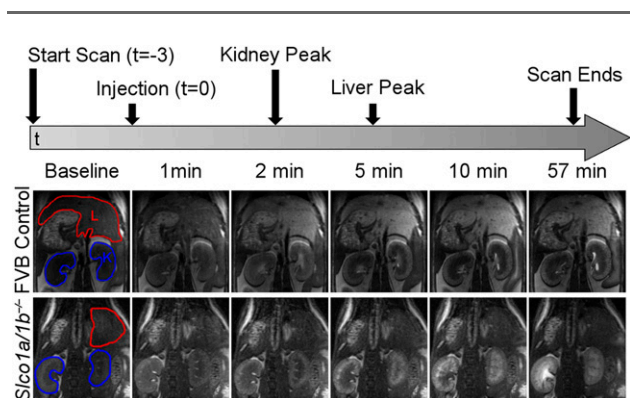 Start Scan (t=-3)
Kidney Peak
Injection (t=0)
Liver Peak
Scan Ends
t
Baseline 1min 2 min 5 min 10 min 57 min
FVB Control
L
K
Slco1a/1b⁻/⁻